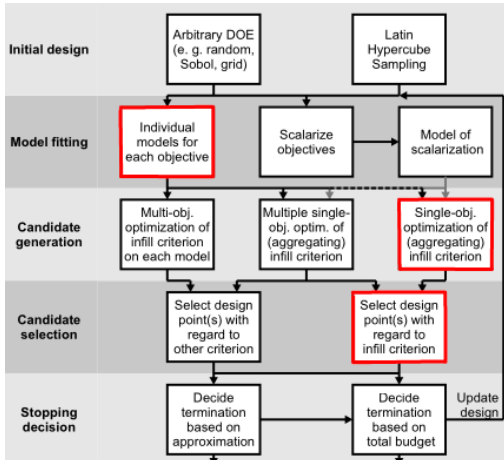 Initial design
Arbitrary DOE
(e. g. random,
Sobol, grid)
Latin
Hypercube
Sampling
Model fitting
Individual
models for
each objective
Scalarize
objectives
Model of
scalarization
Candidate
generation
Multi-obj.
optimization of
infill criterion
on each model
Multiple single-
obj. optim. of
(aggregating)
infill criterion
Single-obj.
optimization of
(aggregating)
infill criterion
Candidate
selection
Select design
point(s) with
regard to
other criterion
Select design
point(s) with
regard to
infill criterion
Stopping
decision
Decide
termination
based on
approximation
Decide
termination
based on
total budget
Update
design